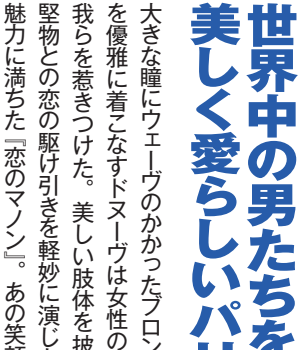 世界中の男たちを
美しく愛らしいパリ
大きな瞳にウェーヴのかかったブロン
を優雅に着こなすドヌーヴは女性の
我らを惹きつけた。美しい肢体を披
堅物との恋の駆け引きを軽妙に演じ
魅力に満ちた『恋のマノン』。あの笑